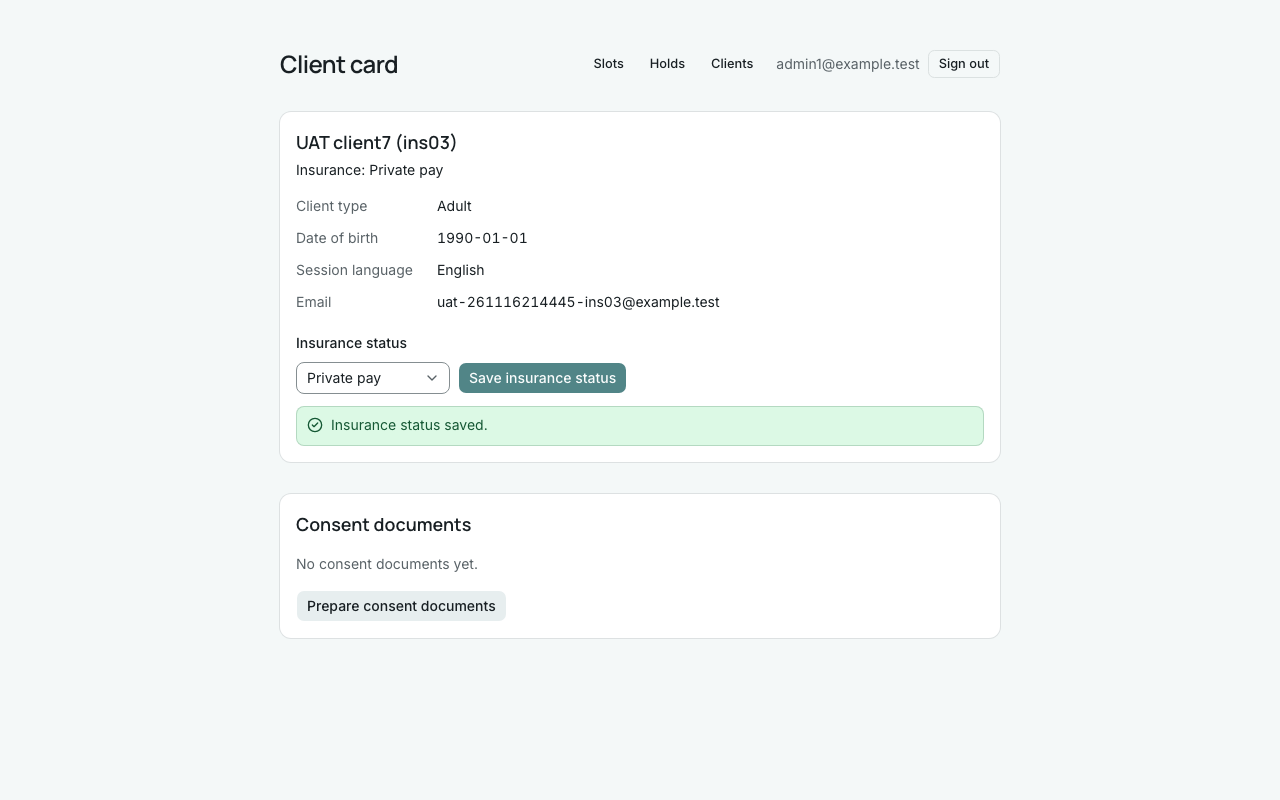 Client card
Slots Holds Clients admin1@example.test Sign out
UAT client7 (ins03)
Insurance: Private pay
Client type Adult
Date of birth 1990-01-01
Session language English
Email uat-261116214445-ins03@example.test
Insurance status
Private pay Save insurance status
Insurance status saved.
Consent documents
No consent documents yet.
Prepare consent documents